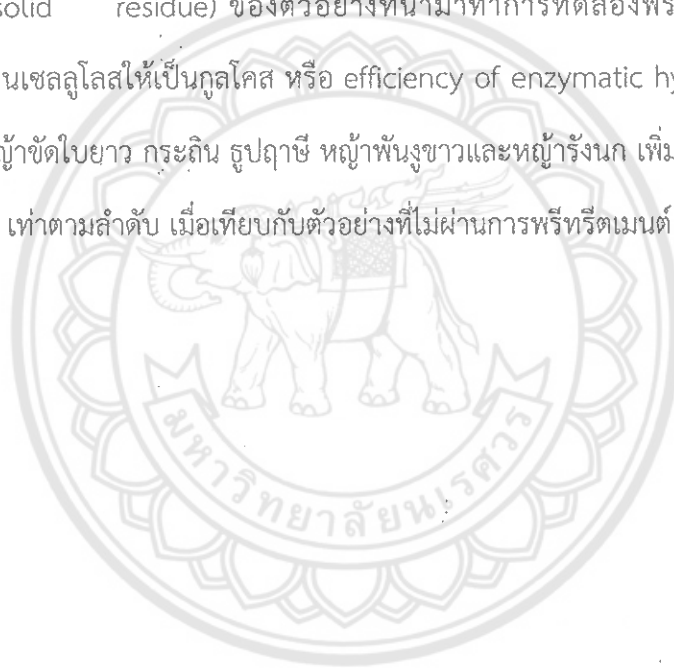 solid residue) ของตัวอย่างที่นำมาทำการทดลองพรี
นเซลลูโลสให้เป็นกูลโคส หรือ efficiency of enzymatic hy
ญ้าขัดใบยาว กระถิน ธูปฤาษี หญ้าพันงูขาวและหญ้ารังนก เพิ่ม
เท่าตามลำดับ เมื่อเทียบกับตัวอย่างที่ไม่ผ่านการพรีทรีตเมนต์
มหาวิทยาลัยนเรศวร